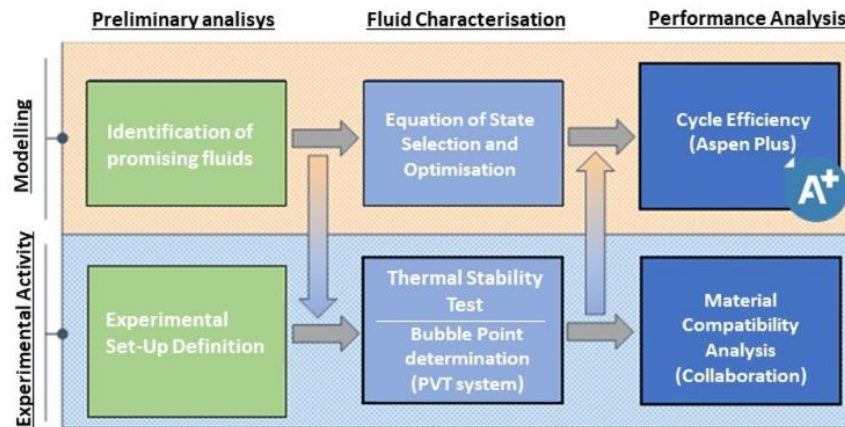 Preliminary analisys
Fluid Characterisation
Performance Analysis
Modelling
Identification of
promising fluids
Equation of State
Selection and
Optimisation
Cycle Efficiency
(Aspen Plus)
A+
Experimental Activity
Experimental
Set-Up Definition
Thermal Stability
Test
Bubble Point
determination
(PVT system)
Material
Compatibility
Analysis
(Collaboration)